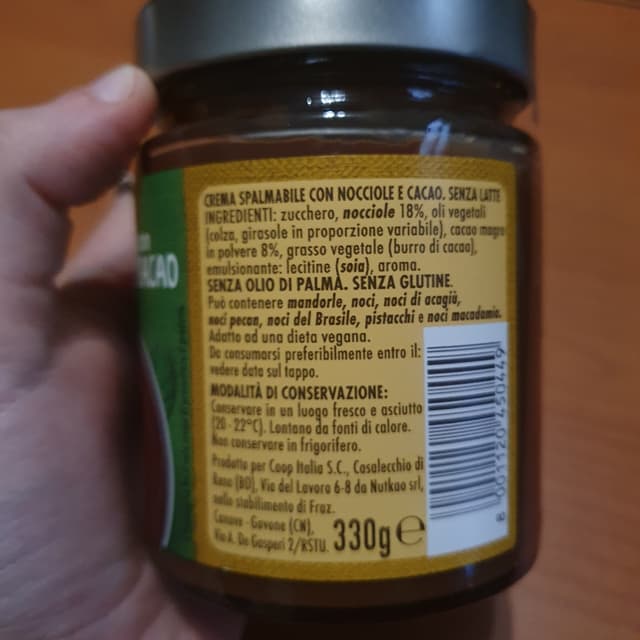 CREMA SPALMABILE CON NOCCIOLE E CACAO. SENZA LATTE
INGREDIENTI: zucchero, nocciole 18%, oli vegetali
(colza, girasole in proporzione variabile), cacao magro
in polvere 8%, grasso vegetale (burro di cacao),
emulsionante: lecitine (soia), aroma.
SENZA OLIO DI PALMA. SENZA GLUTINE.
Può contenere mandorle, noci, noci di acagiù,
noci pecan, noci del Brasile, pistacchi e noci macadamia.
Adatto ad una dieta vegana.
Da consumarsi preferibilmente entro il:
vedere data sul tappo.
MODALITÀ DI CONSERVAZIONE:
Conservare in un luogo fresco e asciutto
(20-22°C). Lontano da fonti di calore.
Non conservare in frigorifero.
Prodotto per Coop Italia S.C., Casalecchio di
Reno (BO), Via del Lavoro 6-8 da Nutkao srl,
nello stabilimento di Fraz.
Canove - Govone (CN),
Via A. De Gasperi 2/RSTU.
330g e
8 001120 450449
CACAO